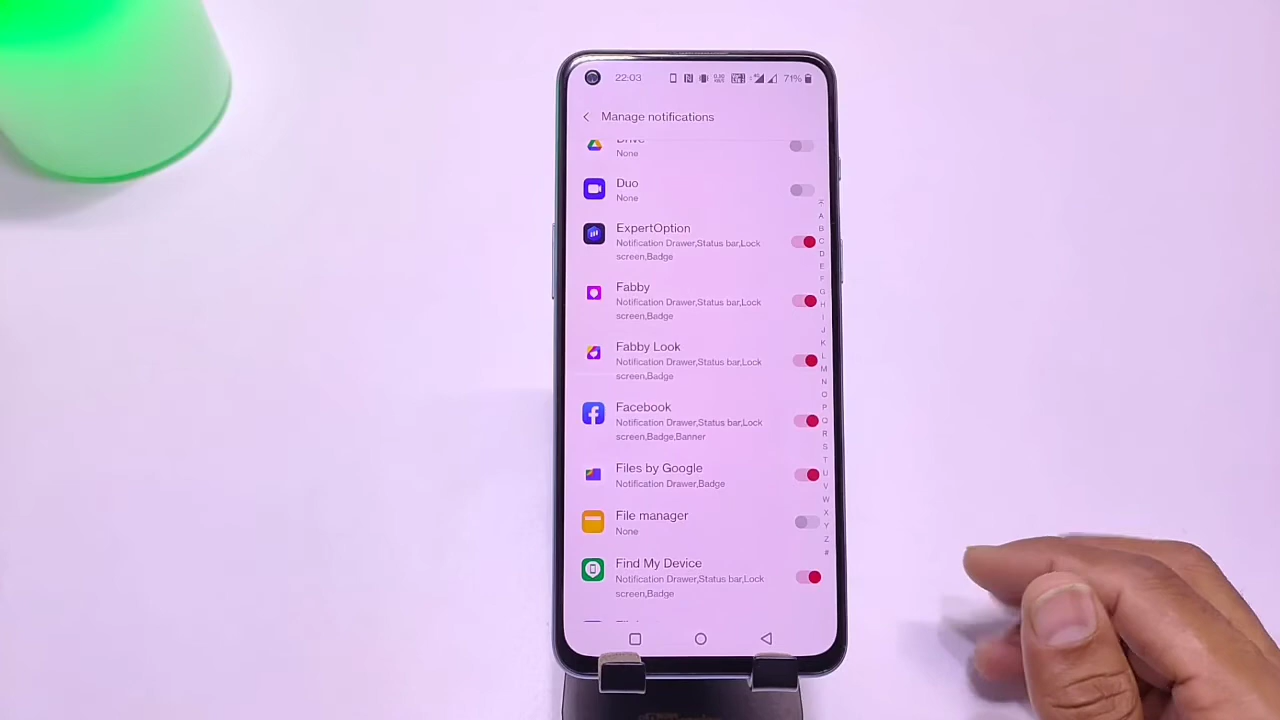 22:03
71%
Manage notifications
Drive
None
Duo
None
ExpertOption
Notification Drawer,Status bar,Lock
screen,Badge
Fabby
Notification Drawer,Status bar,Lock
screen,Badge
Fabby Look
Notification Drawer,Status bar,Lock
screen,Badge
Facebook
Notification Drawer,Status bar,Lock
screen,Badge,Banner
Files by Google
Notification Drawer,Badge
File manager
None
Find My Device
Notification Drawer,Status bar,Lock
screen,Badge
A
B
C
D
E
F
G
H
I
J
K
L
M
N
O
P
Q
R
S
T
U
V
W
X
Y
Z
#